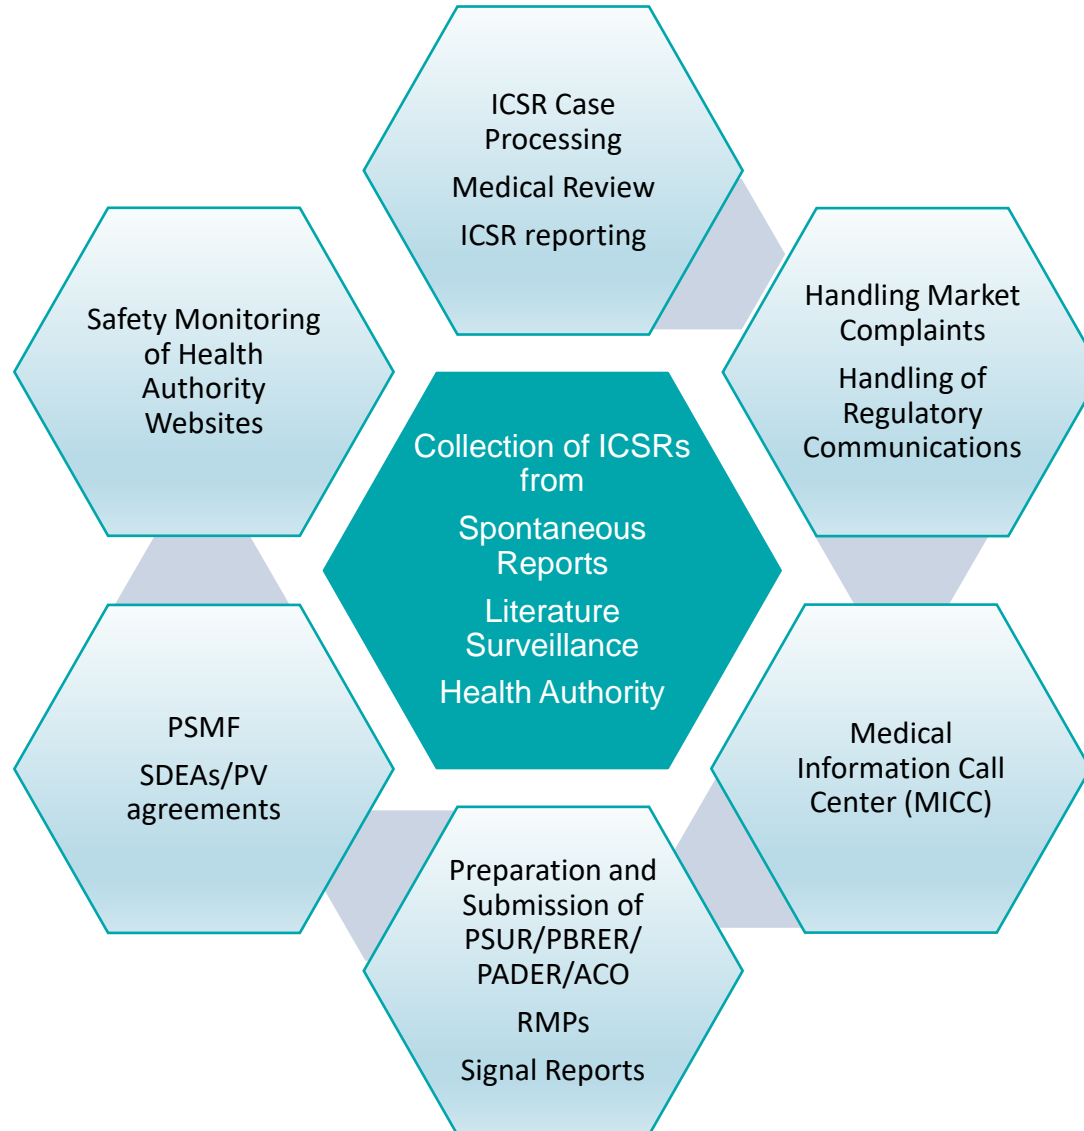 ICSR Case
Processing
Medical Review
ICSR reporting
Handling Market
Complaints
Handling of
Regulatory
Communications
Safety Monitoring
of Health
Authority
Websites
Collection of ICSRs
from
Spontaneous
Reports
Literature
Surveillance
Health Authority
Medical
Information Call
Center (MICC)
Preparation and
Submission of
PSUR/PBRER/
PADER/ACO
RMPs
Signal Reports
PSMF
SDEAs/PV
agreements